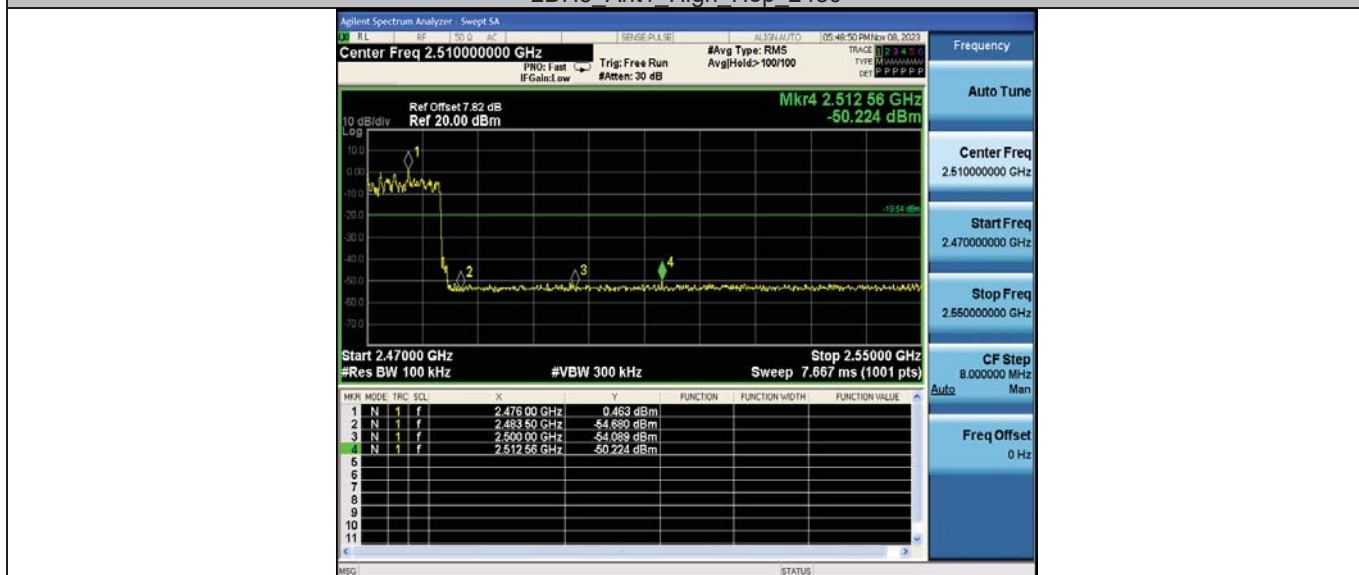 Agilent Spectrum Analyzer - Swept SA
RL RF 50 Ω AC SENSE:PULSE ALIGN AUTO 05:48:50 PM Nov 08, 2023
Center Freq 2.510000000 GHz
PNO: Fast
IFGain:Low
Trig: Free Run
#Atten: 30 dB
#Avg Type: RMS
Avg|Hold:> 100/100
TRACE 1 2 3 4 5 6
TYPE M
DET P P P P P P
Frequency
Auto Tune
Center Freq
2.510000000 GHz
Start Freq
2.470000000 GHz
Stop Freq
2.550000000 GHz
CF Step
8.000000 MHz
Auto Man
Freq Offset
0 Hz
Mkr4 2.512 56 GHz
-50.224 dBm
Ref Offset 7.82 dB
10 dB/div Ref 20.00 dBm
Log
10.0
0.00
-10.0
-20.0
-30.0
-40.0
-50.0
-60.0
-70.0
1
2
3
4
-19.54 dBm
Start 2.47000 GHz Stop 2.55000 GHz
#Res BW 100 kHz #VBW 300 kHz Sweep 7.667 ms (1001 pts)
MKR MODE TRC SCL X Y FUNCTION FUNCTION WIDTH FUNCTION VALUE
1 N 1 f 2.476 00 GHz 0.463 dBm
2 N 1 f 2.483 50 GHz -54.680 dBm
3 N 1 f 2.500 00 GHz -54.089 dBm
4 N 1 f 2.512 56 GHz -50.224 dBm
5
6
7
8
9
10
11
MSG STATUS